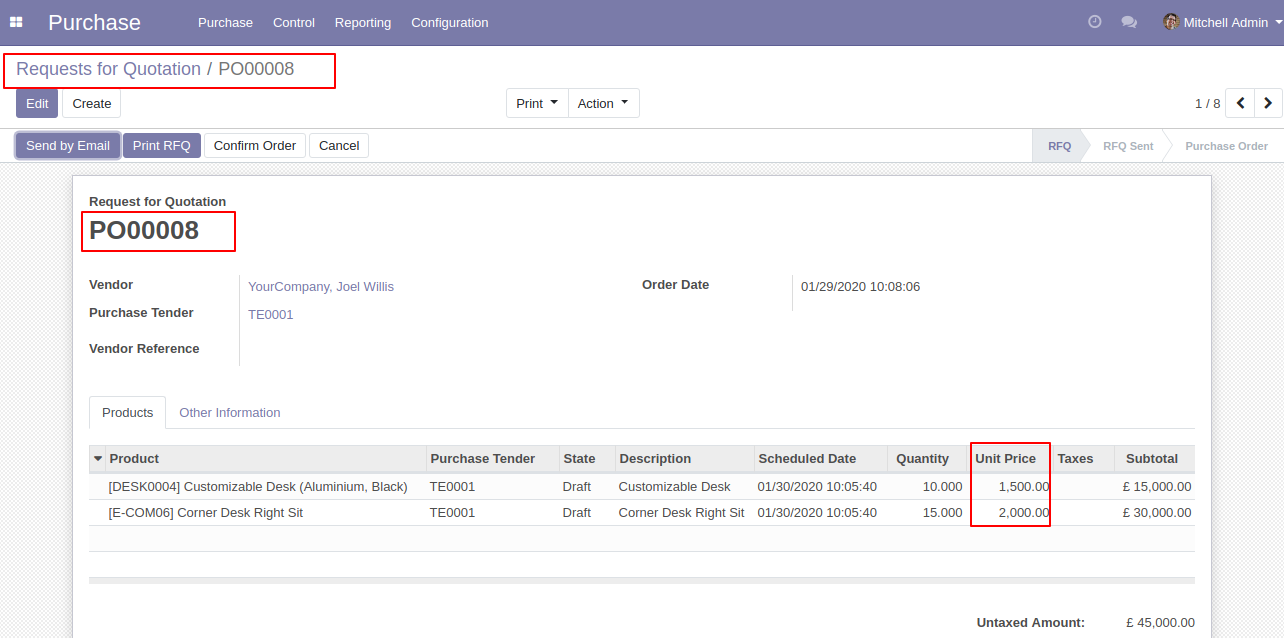 Purchase Purchase Control Reporting Configuration Mitchell Admin
Requests for Quotation / PO00008
Edit Create Print Action 1 / 8
Send by Email Print RFQ Confirm Order Cancel RFQ RFQ Sent Purchase Order
Request for Quotation
PO00008
Vendor YourCompany, Joel Willis Order Date 01/29/2020 10:08:06
Purchase Tender TE0001
Vendor Reference
Products Other Information
Product Purchase Tender State Description Scheduled Date Quantity Unit Price Taxes Subtotal
[DESK0004] Customizable Desk (Aluminium, Black) TE0001 Draft Customizable Desk 01/30/2020 10:05:40 10.000 1,500.00 £ 15,000.00
[E-COM06] Corner Desk Right Sit TE0001 Draft Corner Desk Right Sit 01/30/2020 10:05:40 15.000 2,000.00 £ 30,000.00
Untaxed Amount: £ 45,000.00